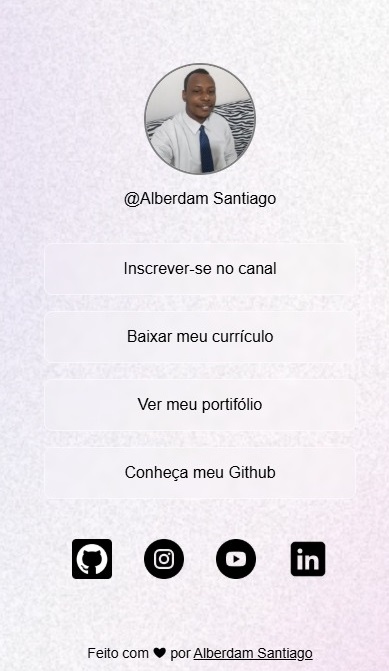 @Alberdam Santiago
Inscrever-se no canal
Baixar meu currículo
Ver meu portifólio
Conheça meu Github
in
Feito com ❤ por Alberdam Santiago